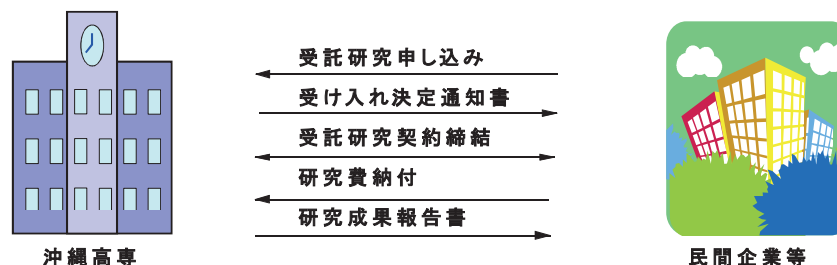 受託研究申し込み
受け入れ決定通知書
受託研究契約締結
研究費納付
研究成果報告書
沖縄高専
民間企業等